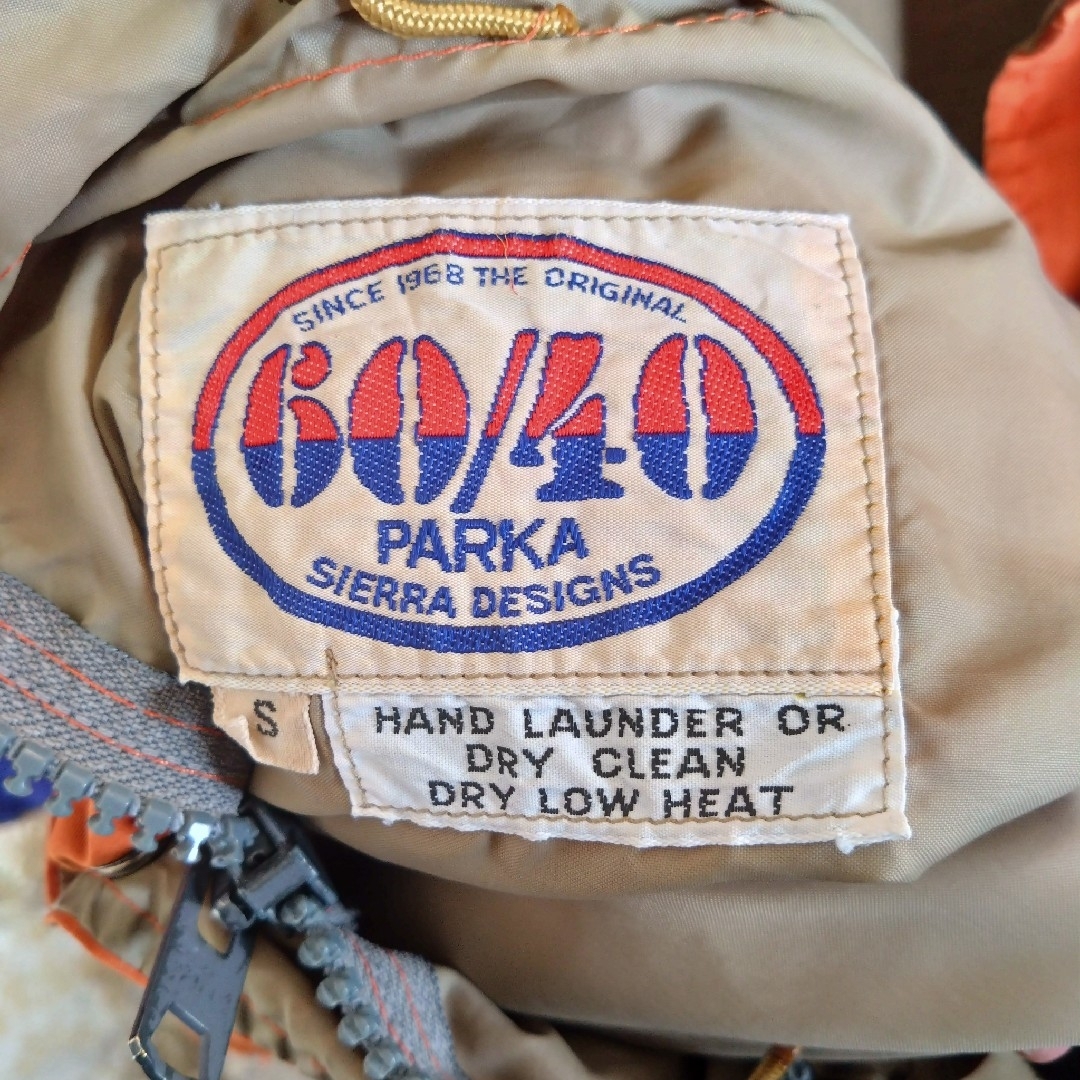 SINCE 1968 THE ORIGINAL
60/40
PARKA
SIERRA DESIGNS
S
HAND LAUNDER OR
DRY CLEAN
DRY LOW HEAT